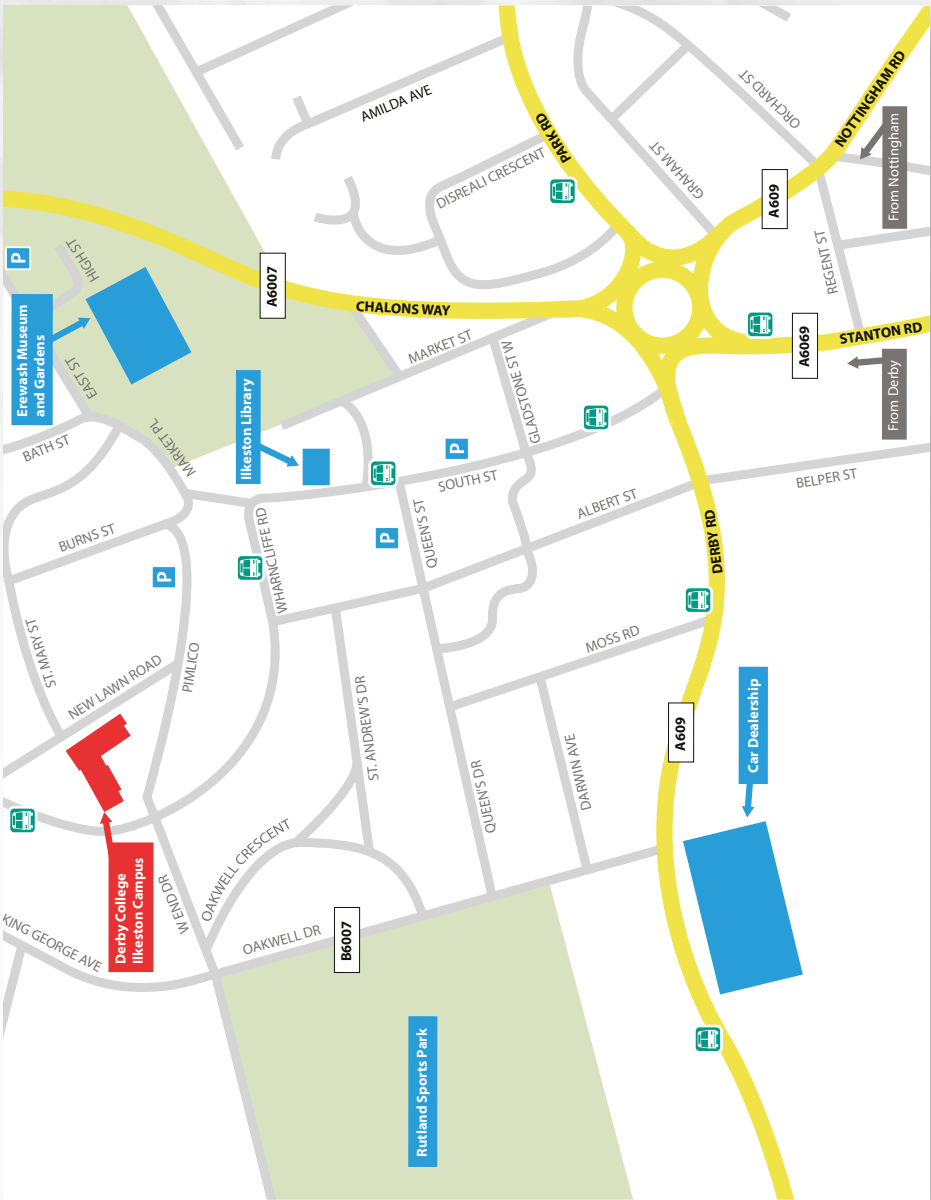 AMILDA AVE
PARK RD
ORCHARD ST
NOTTINGHAM RD
From Nottingham
DISREALI CRESCENT
GRAHAM ST
A609
REGENT ST
P
HIGH ST
A6007
CHALONS WAY
Erewash Museum
and Gardens
EAST ST
MARKET ST
GLADSTONE ST W
A6069
STANTON RD
From Derby
BATH ST
MARKET PL
Ilkeston Library
P
SOUTH ST
BELPER ST
BURNS ST
WHARNCLIFFE RD
P
QUEEN'S ST
ALBERT ST
DERBY RD
P
ST. MARY ST
NEW LAWN ROAD
PIMLICO
MOSS RD
ST. ANDREW'S DR
A609
Car Dealership
QUEEN'S DR
DARWIN AVE
Derby College
Ilkeston Campus
W END DR
OAKWELL CRESCENT
KING GEORGE AVE
OAKWELL DR
B6007
Rutland Sports Park